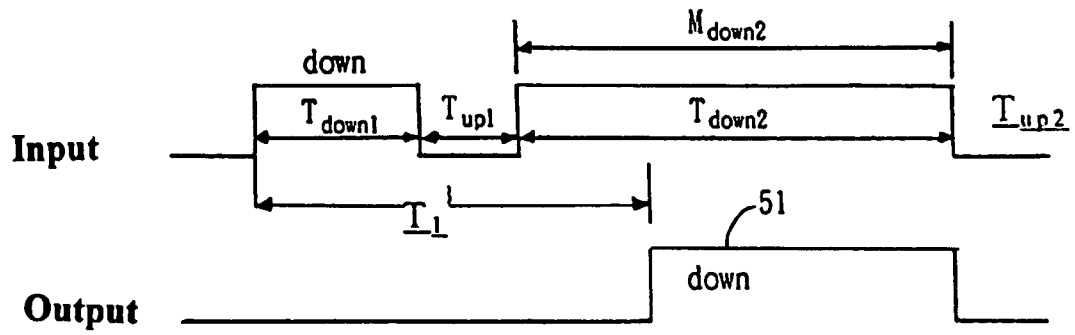 M_down2
down
T_down1 T_up1 T_down2 T_up2
Input
T_1
51
down
Output